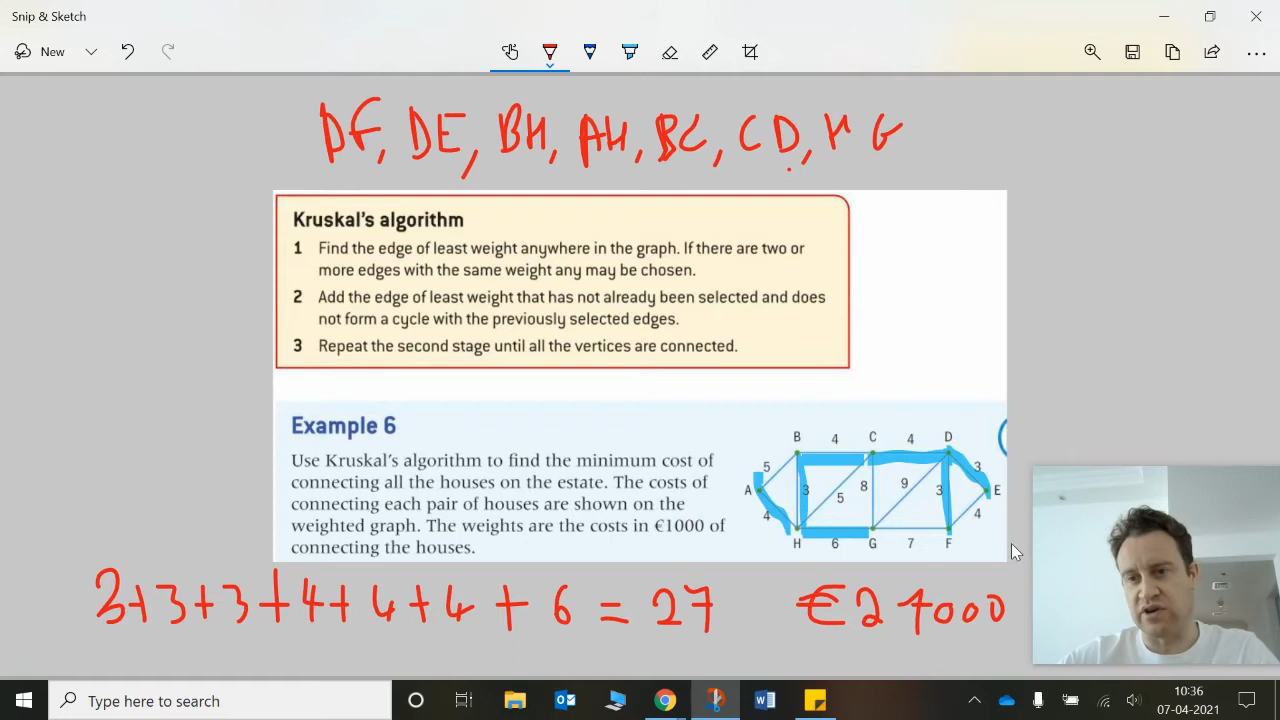 Snip & Sketch
New
DF, DE, BH, AH, BC, CD, HG
Kruskal's algorithm
1 Find the edge of least weight anywhere in the graph. If there are two or
more edges with the same weight any may be chosen.
2 Add the edge of least weight that has not already been selected and does
not form a cycle with the previously selected edges.
3 Repeat the second stage until all the vertices are connected.
Example 6
Use Kruskal's algorithm to find the minimum cost of
connecting all the houses on the estate. The costs of
connecting each pair of houses are shown on the
weighted graph. The weights are the costs in €1000 of
connecting the houses.
B 4 C 4 D
5 3
A 3 5 8 9 3 E
4 4
H 6 G 7 F
3+3+3+4+4+4+6=27 €27000
Type here to search
10:36
07-04-2021